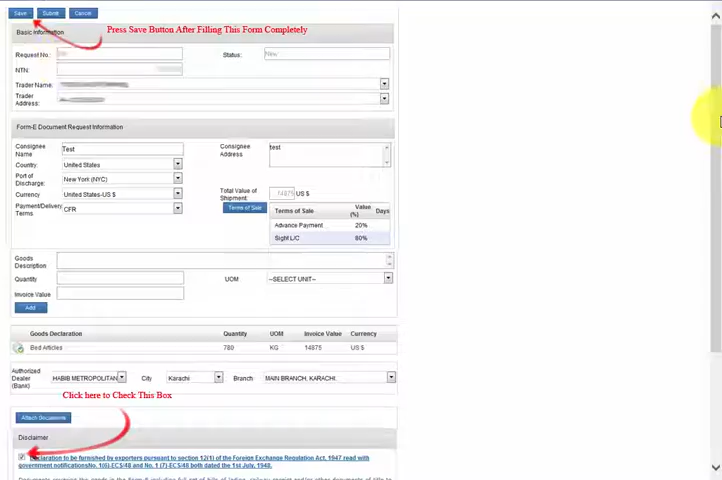 Save Submit Cancel
Press Save Button After Filling This Form Completely
Basic Information
Request No.: Status: New
NTN:
Trader Name:
Trader Address:
Form-E Document Request Information
Consignee Name Test Consignee Address test
Country: United States
Port of Discharge: New York (NYC)
Currency United States-US $ Total Value of Shipment: 14875 US $
Payment/Delivery Terms CFR Terms of Sale
Terms of Sale Value (%) Days
Advance Payment 20%
Sight L/C 80%
Goods Description
Quantity UOM --SELECT UNIT--
Invoice Value
Add
Goods Declaration Quantity UOM Invoice Value Currency
Bed Articles 780 KG 14875 US $
Authorized Dealer (Bank) HABIB METROPOLITAN City Karachi Branch: MAIN BRANCH, KARACHI.
Click here to Check This Box
Attach Documents
Disclaimer
Declaration to be furnished by exporters pursuant to section 12(1) of the Foreign Exchange Regulation Act, 1947 read with
government notificationsNo. 1(6)-ECS/48 and No. 1 (7)-ECS/48 both dated the 1st July, 1948.